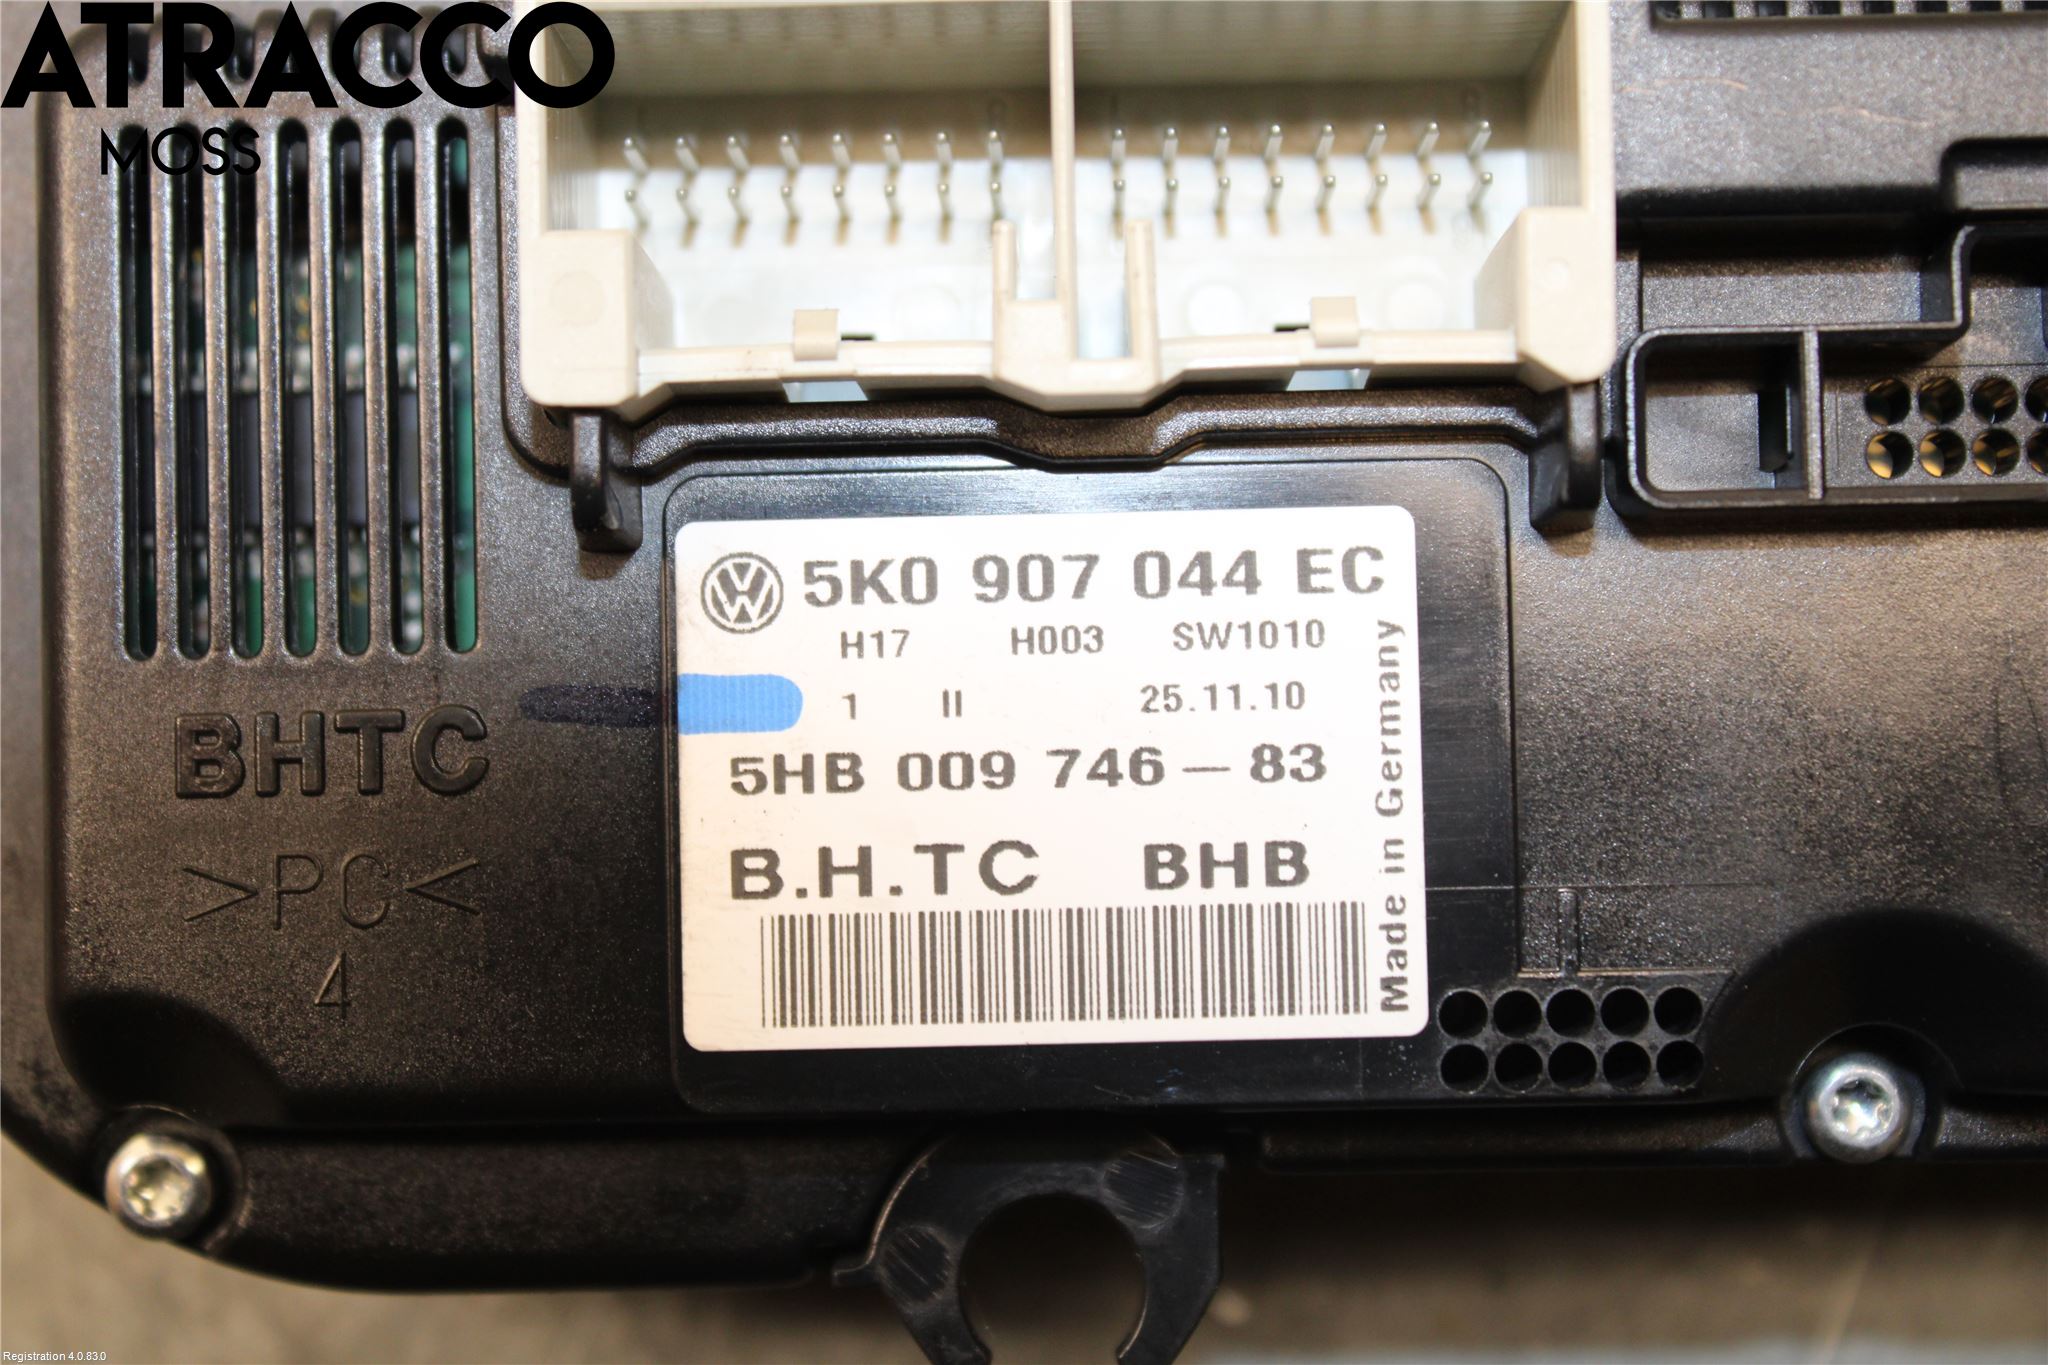 ATRACCO
MOSS
5K0 907 044 EC
H17 H003 SW1010
1 II 25.11.10
5HB 009 746-83
B.H.TC BHB
Made in Germany
BHTC
>PC<
4
Registration 4.0.83.0